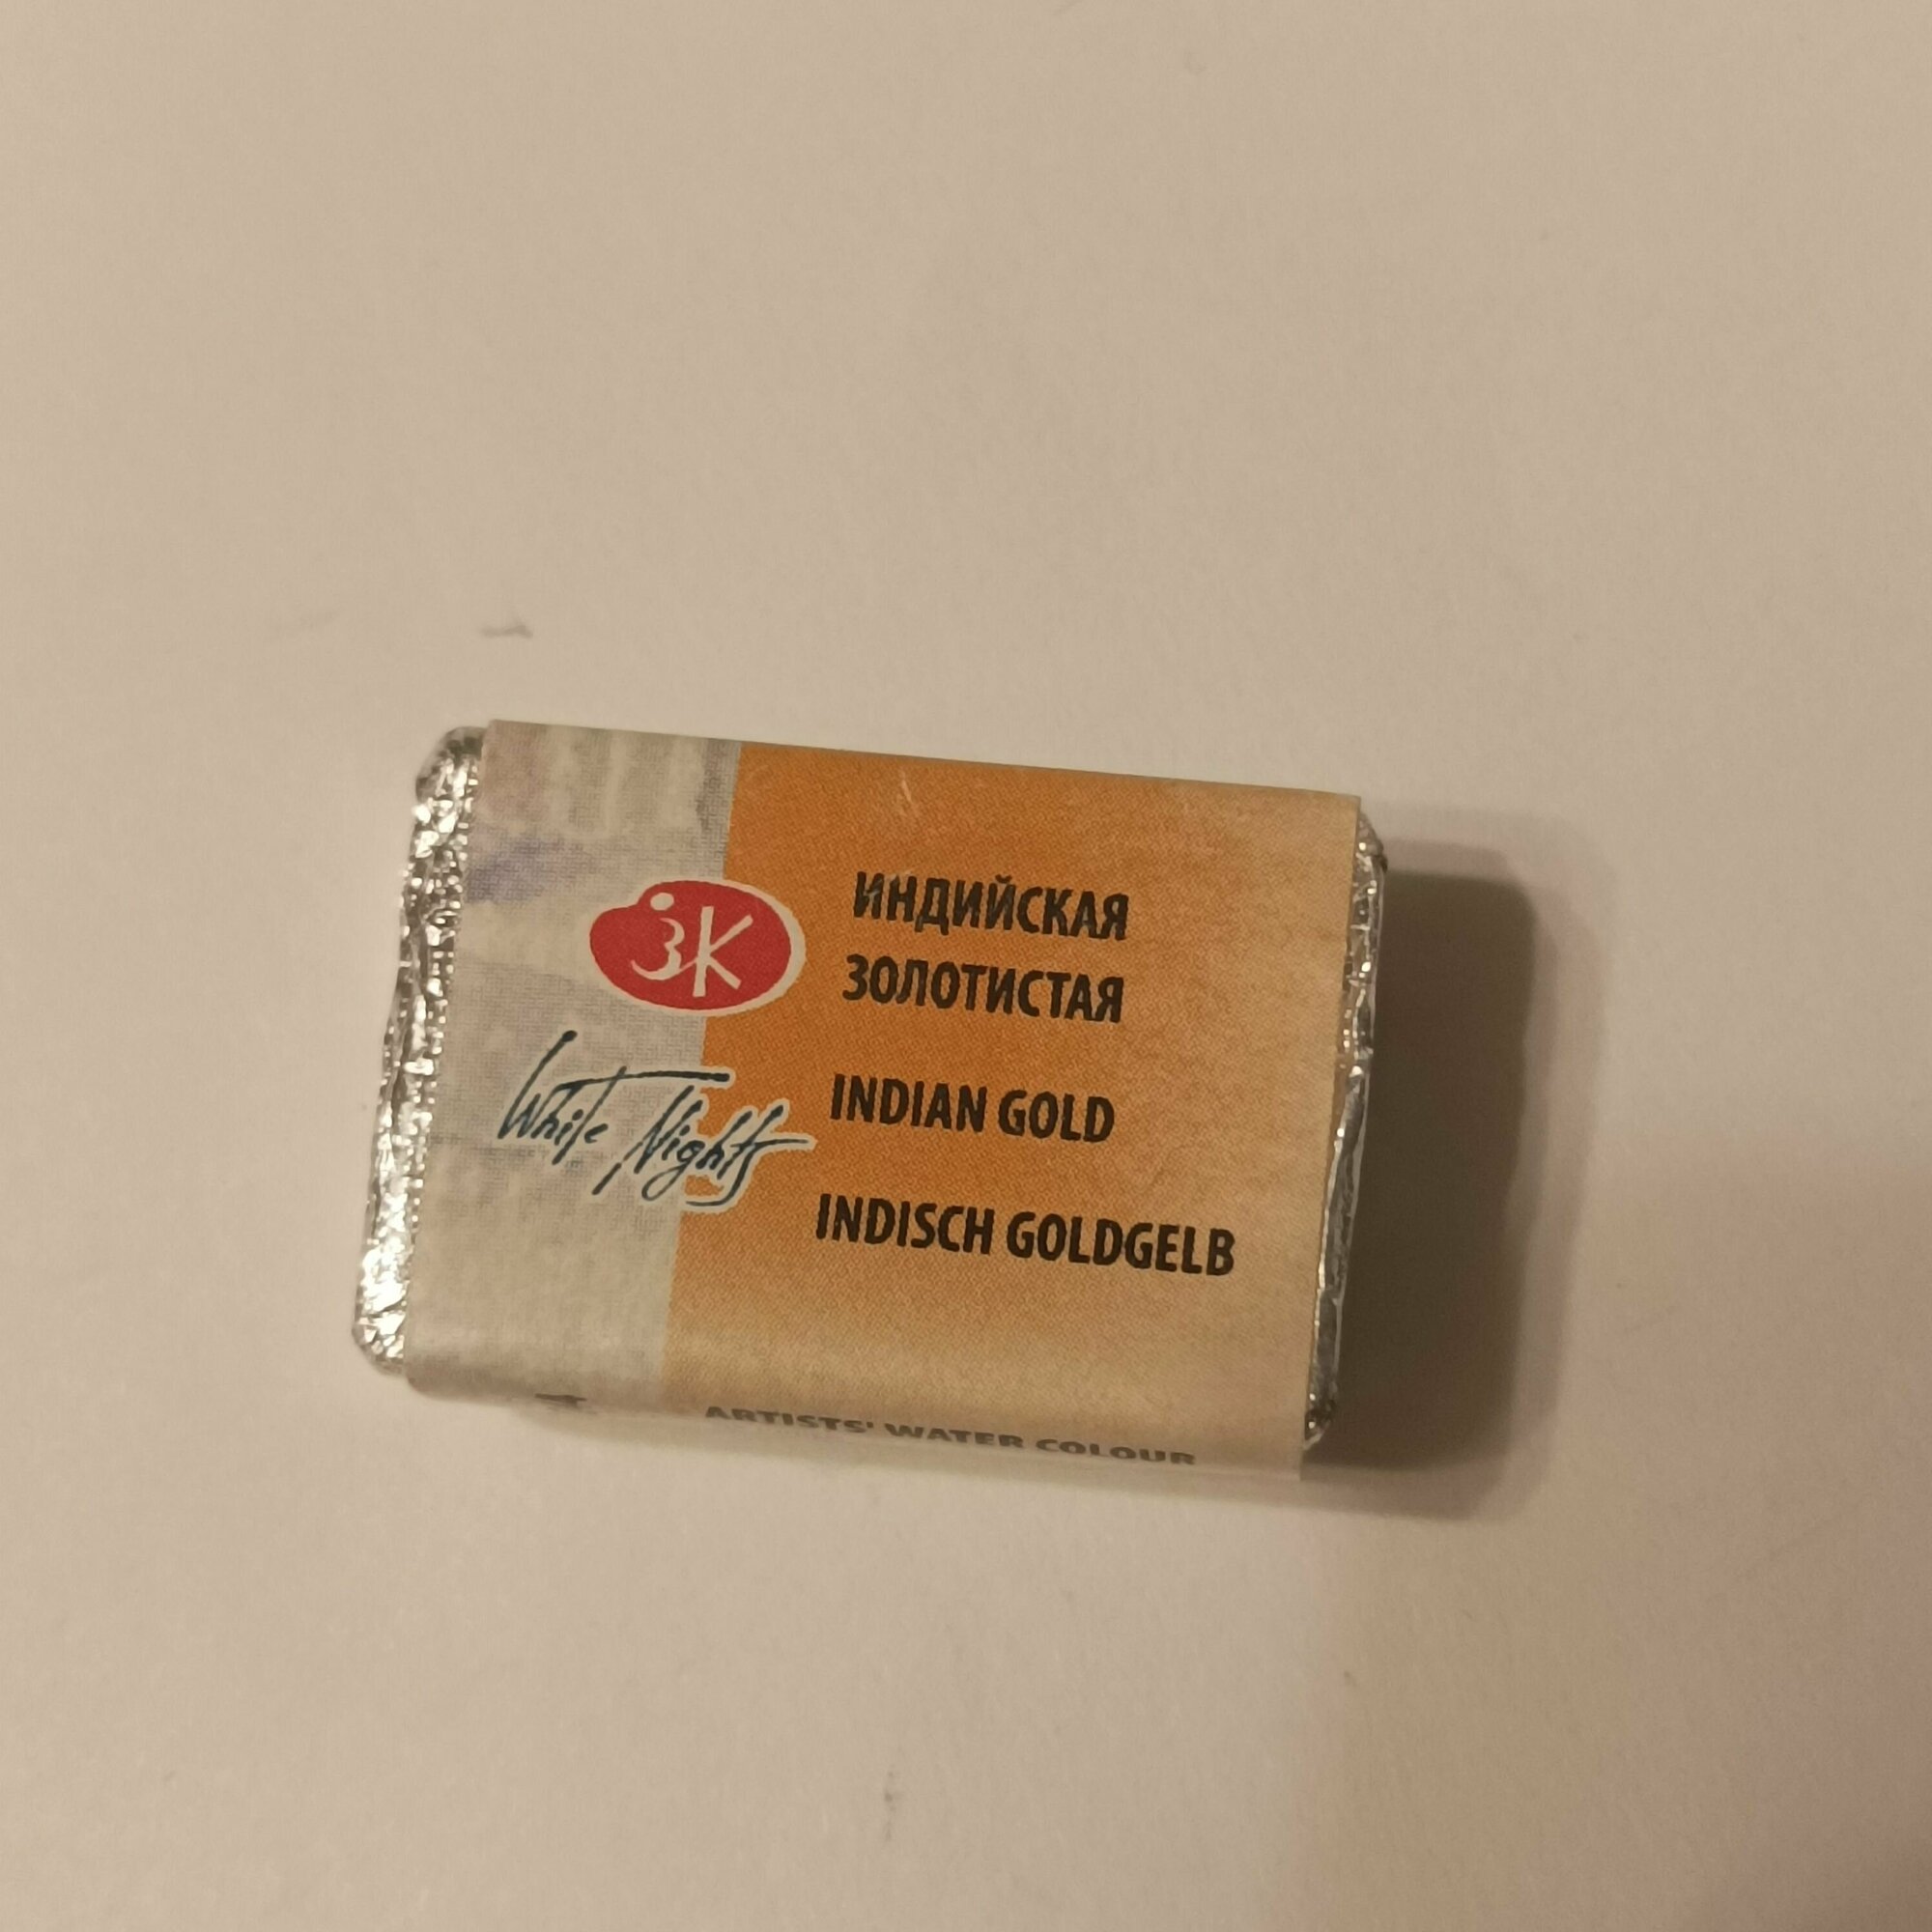 ЗК
White Nights
ИНДИЙСКАЯ
ЗОЛОТИСТАЯ
INDIAN GOLD
INDISCH GOLDGELB
ARTISTS' WATER COLOUR